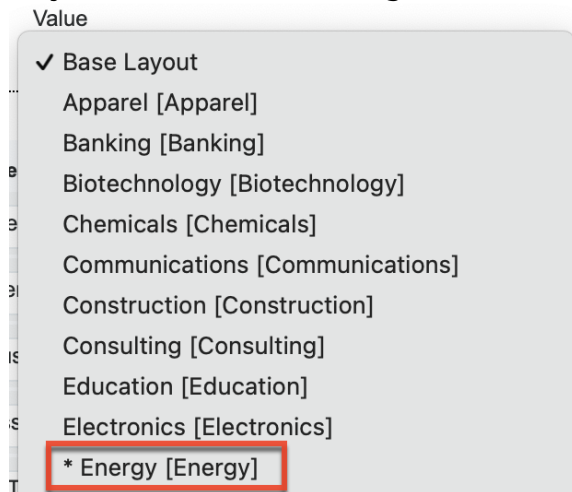 Value
✓ Base Layout
Apparel [Apparel]
Banking [Banking]
Biotechnology [Biotechnology]
Chemicals [Chemicals]
Communications [Communications]
Construction [Construction]
Consulting [Consulting]
Education [Education]
Electronics [Electronics]
* Energy [Energy]